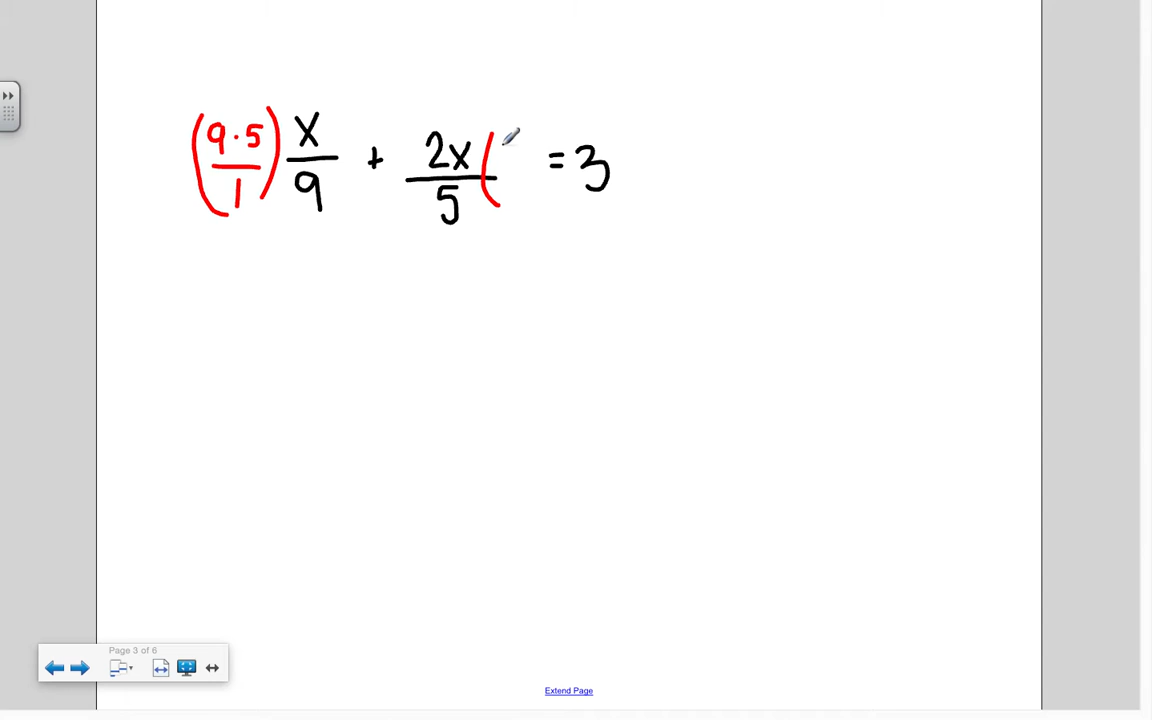 (9·5/1) x/9 + 2x/5 ( = 3
Page 3 of 6
Extend Page